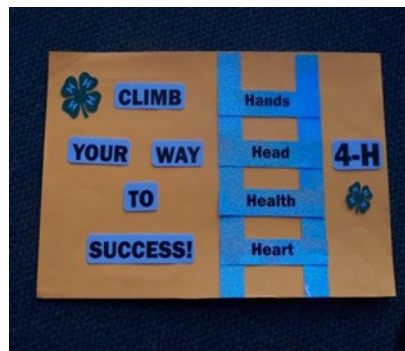 CLIMB
YOUR WAY
TO
SUCCESS!
Hands
Head
Health
Heart
4-H